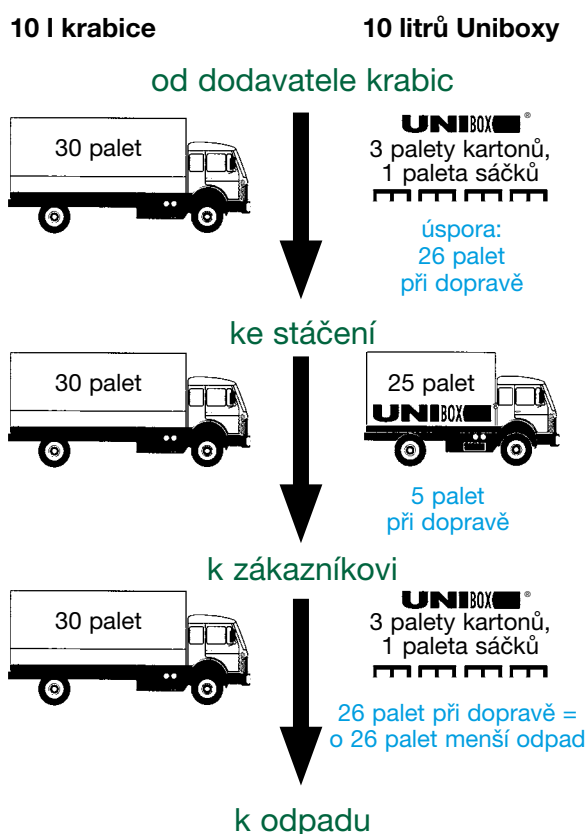 10 l krabice
10 litrů Uniboxy
od dodavatele krabic
30 palet
UNIBOX®
3 palety kartonů,
1 paleta sáčků
úspora:
26 palet
při dopravě
ke stáčení
30 palet
25 palet
UNIBOX
5 palet
při dopravě
k zákazníkovi
30 palet
UNIBOX®
3 palety kartonů,
1 paleta sáčků
26 palet při dopravě =
o 26 palet menší odpad
k odpadu